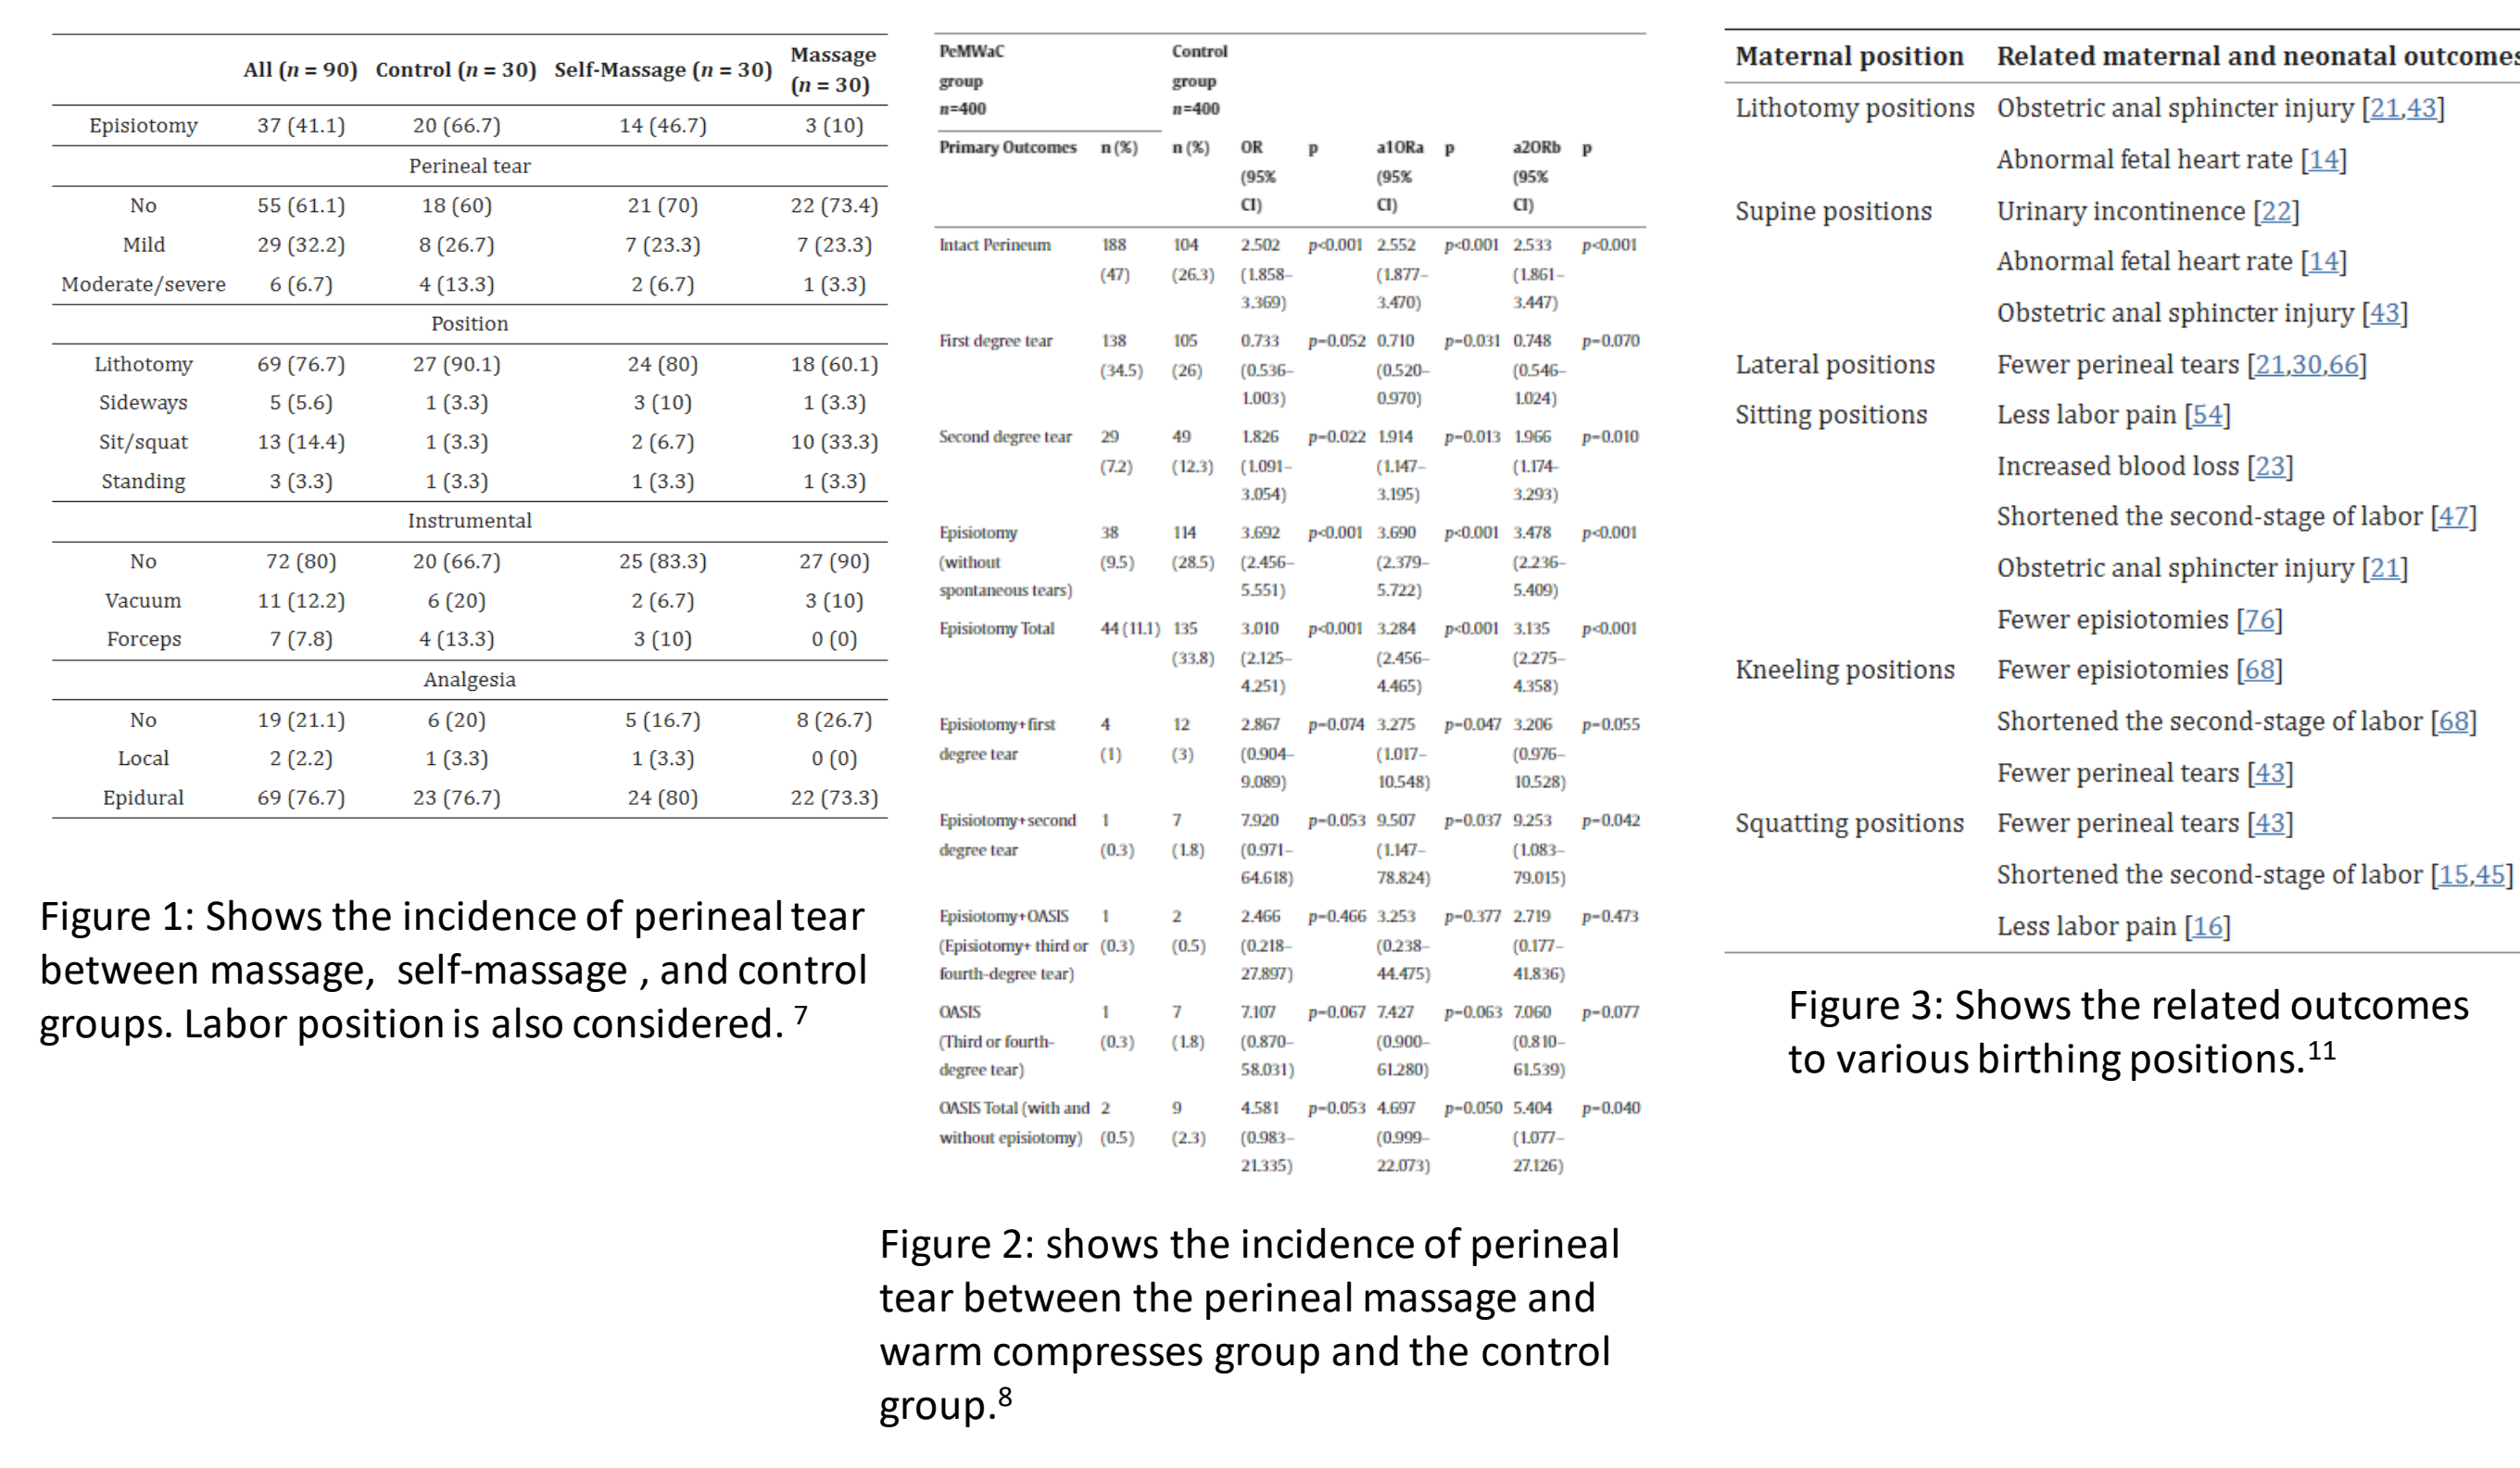 All (n = 90) Control (n = 30) Self-Massage (n = 30) Massage (n = 30)
Episiotomy 37 (41.1) 20 (66.7) 14 (46.7) 3 (10)
Perineal tear
No 55 (61.1) 18 (60) 21 (70) 22 (73.4)
Mild 29 (32.2) 8 (26.7) 7 (23.3) 7 (23.3)
Moderate/severe 6 (6.7) 4 (13.3) 2 (6.7) 1 (3.3)
Position
Lithotomy 69 (76.7) 27 (90.1) 24 (80) 18 (60.1)
Sideways 5 (5.6) 1 (3.3) 3 (10) 1 (3.3)
Sit/squat 13 (14.4) 1 (3.3) 2 (6.7) 10 (33.3)
Standing 3 (3.3) 1 (3.3) 1 (3.3) 1 (3.3)
Instrumental
No 72 (80) 20 (66.7) 25 (83.3) 27 (90)
Vacuum 11 (12.2) 6 (20) 2 (6.7) 3 (10)
Forceps 7 (7.8) 4 (13.3) 3 (10) 0 (0)
Analgesia
No 19 (21.1) 6 (20) 5 (16.7) 8 (26.7)
Local 2 (2.2) 1 (3.3) 1 (3.3) 0 (0)
Epidural 69 (76.7) 23 (76.7) 24 (80) 22 (73.3)
Figure 1: Shows the incidence of perineal tear
between massage, self-massage , and control
groups. Labor position is also considered. 7
PeMWaC Control
group group
n=400 n=400
Primary Outcomes n (%) n (%) OR p a1ORa p a2ORb p
(95% (95% (95%
CI) CI) CI)
Intact Perineum 188 104 2.502 p<0.001 2.552 p<0.001 2.533 p<0.001
(47) (26.3) (1.858– (1.877– (1.861–
3.369) 3.470) 3.447)
First degree tear 138 105 0.733 p=0.052 0.710 p=0.031 0.748 p=0.070
(34.5) (26) (0.536– (0.520– (0.546–
1.003) 0.970) 1.024)
Second degree tear 29 49 1.826 p=0.022 1.914 p=0.013 1.966 p=0.010
(7.2) (12.3) (1.091– (1.147– (1.174–
3.054) 3.195) 3.293)
Episiotomy 38 114 3.692 p<0.001 3.690 p<0.001 3.478 p<0.001
(without (9.5) (28.5) (2.456– (2.379– (2.236–
spontaneous tears) 5.551) 5.722) 5.409)
Episiotomy Total 44 (11.1) 135 3.010 p<0.001 3.284 p<0.001 3.135 p<0.001
(33.8) (2.125– (2.456– (2.275–
4.251) 4.465) 4.358)
Episiotomy+first 4 12 2.867 p=0.074 3.275 p=0.047 3.206 p=0.055
degree tear (1) (3) (0.904– (1.017– (0.976–
9.089) 10.548) 10.528)
Episiotomy+second 1 7 7.920 p=0.053 9.507 p=0.037 9.253 p=0.042
degree tear (0.3) (1.8) (0.971– (1.147– (1.083–
64.618) 78.824) 79.015)
Episiotomy+OASIS 1 2 2.466 p=0.466 3.253 p=0.377 2.719 p=0.473
(Episiotomy+ third or (0.3) (0.5) (0.218– (0.238– (0.177–
fourth-degree tear) 27.897) 44.475) 41.836)
OASIS 1 7 7.107 p=0.067 7.427 p=0.063 7.060 p=0.077
(Third or fourth- (0.3) (1.8) (0.870– (0.900– (0.810–
degree tear) 58.031) 61.280) 61.539)
OASIS Total (with and 2 9 4.581 p=0.053 4.697 p=0.050 5.404 p=0.040
without episiotomy) (0.5) (2.3) (0.983– (0.999– (1.077–
21.335) 22.073) 27.126)
Figure 2: shows the incidence of perineal
tear between the perineal massage and
warm compresses group and the control
group.8
Maternal position Related maternal and neonatal outcomes
Lithotomy positions Obstetric anal sphincter injury [21,43]
Abnormal fetal heart rate [14]
Supine positions Urinary incontinence [22]
Abnormal fetal heart rate [14]
Obstetric anal sphincter injury [43]
Lateral positions Fewer perineal tears [21,30,66]
Sitting positions Less labor pain [54]
Increased blood loss [23]
Shortened the second-stage of labor [47]
Obstetric anal sphincter injury [21]
Fewer episiotomies [76]
Kneeling positions Fewer episiotomies [68]
Shortened the second-stage of labor [68]
Fewer perineal tears [43]
Squatting positions Fewer perineal tears [43]
Shortened the second-stage of labor [15,45]
Less labor pain [16]
Figure 3: Shows the related outcomes
to various birthing positions.11